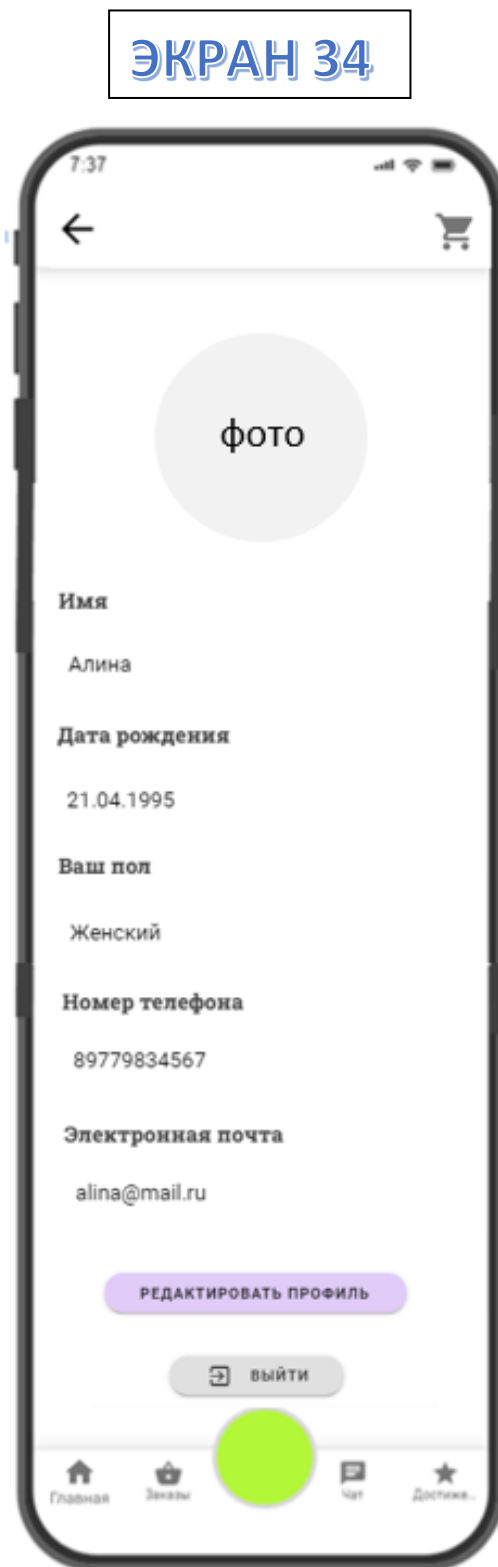 ЭКРАН 34
7:37
фото
Имя
Алина
Дата рождения
21.04.1995
Ваш пол
Женский
Номер телефона
89779834567
Электронная почта
alina@mail.ru
РЕДАКТИРОВАТЬ ПРОФИЛЬ
ВЫЙТИ
Главная Заказы Чат Достиже...